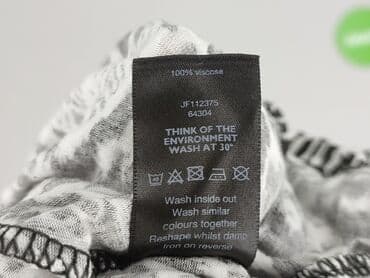 100% viscose
JF112375
64304
THINK OF THE
ENVIRONMENT
WASH AT 30°
Wash inside out
Wash similar
colours together
Reshape whilst damp
Iron on reverse